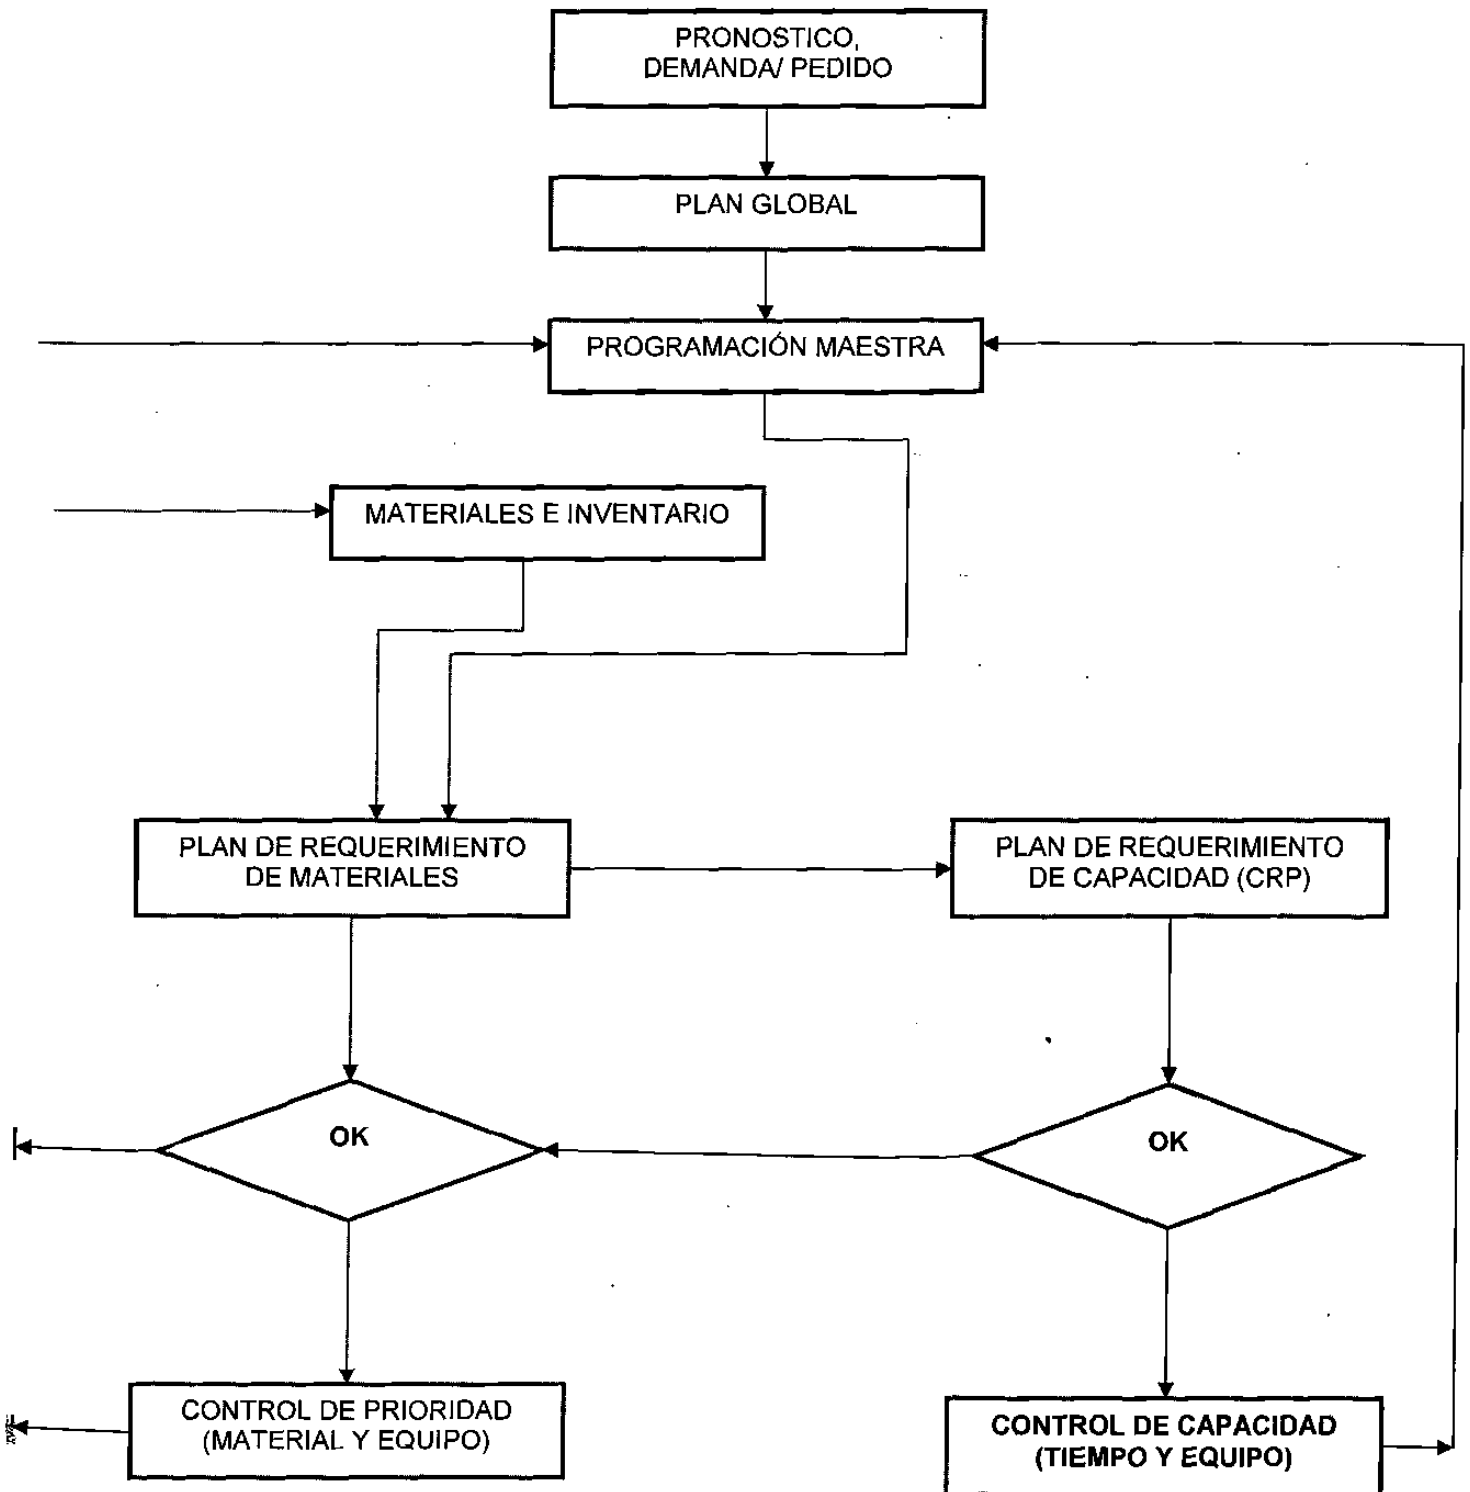 PRONOSTICO,
DEMANDA/ PEDIDO
PLAN GLOBAL
PROGRAMACIÓN MAESTRA
MATERIALES E INVENTARIO
PLAN DE REQUERIMIENTO
DE MATERIALES
PLAN DE REQUERIMIENTO
DE CAPACIDAD (CRP)
OK
OK
CONTROL DE PRIORIDAD
(MATERIAL Y EQUIPO)
CONTROL DE CAPACIDAD
(TIEMPO Y EQUIPO)